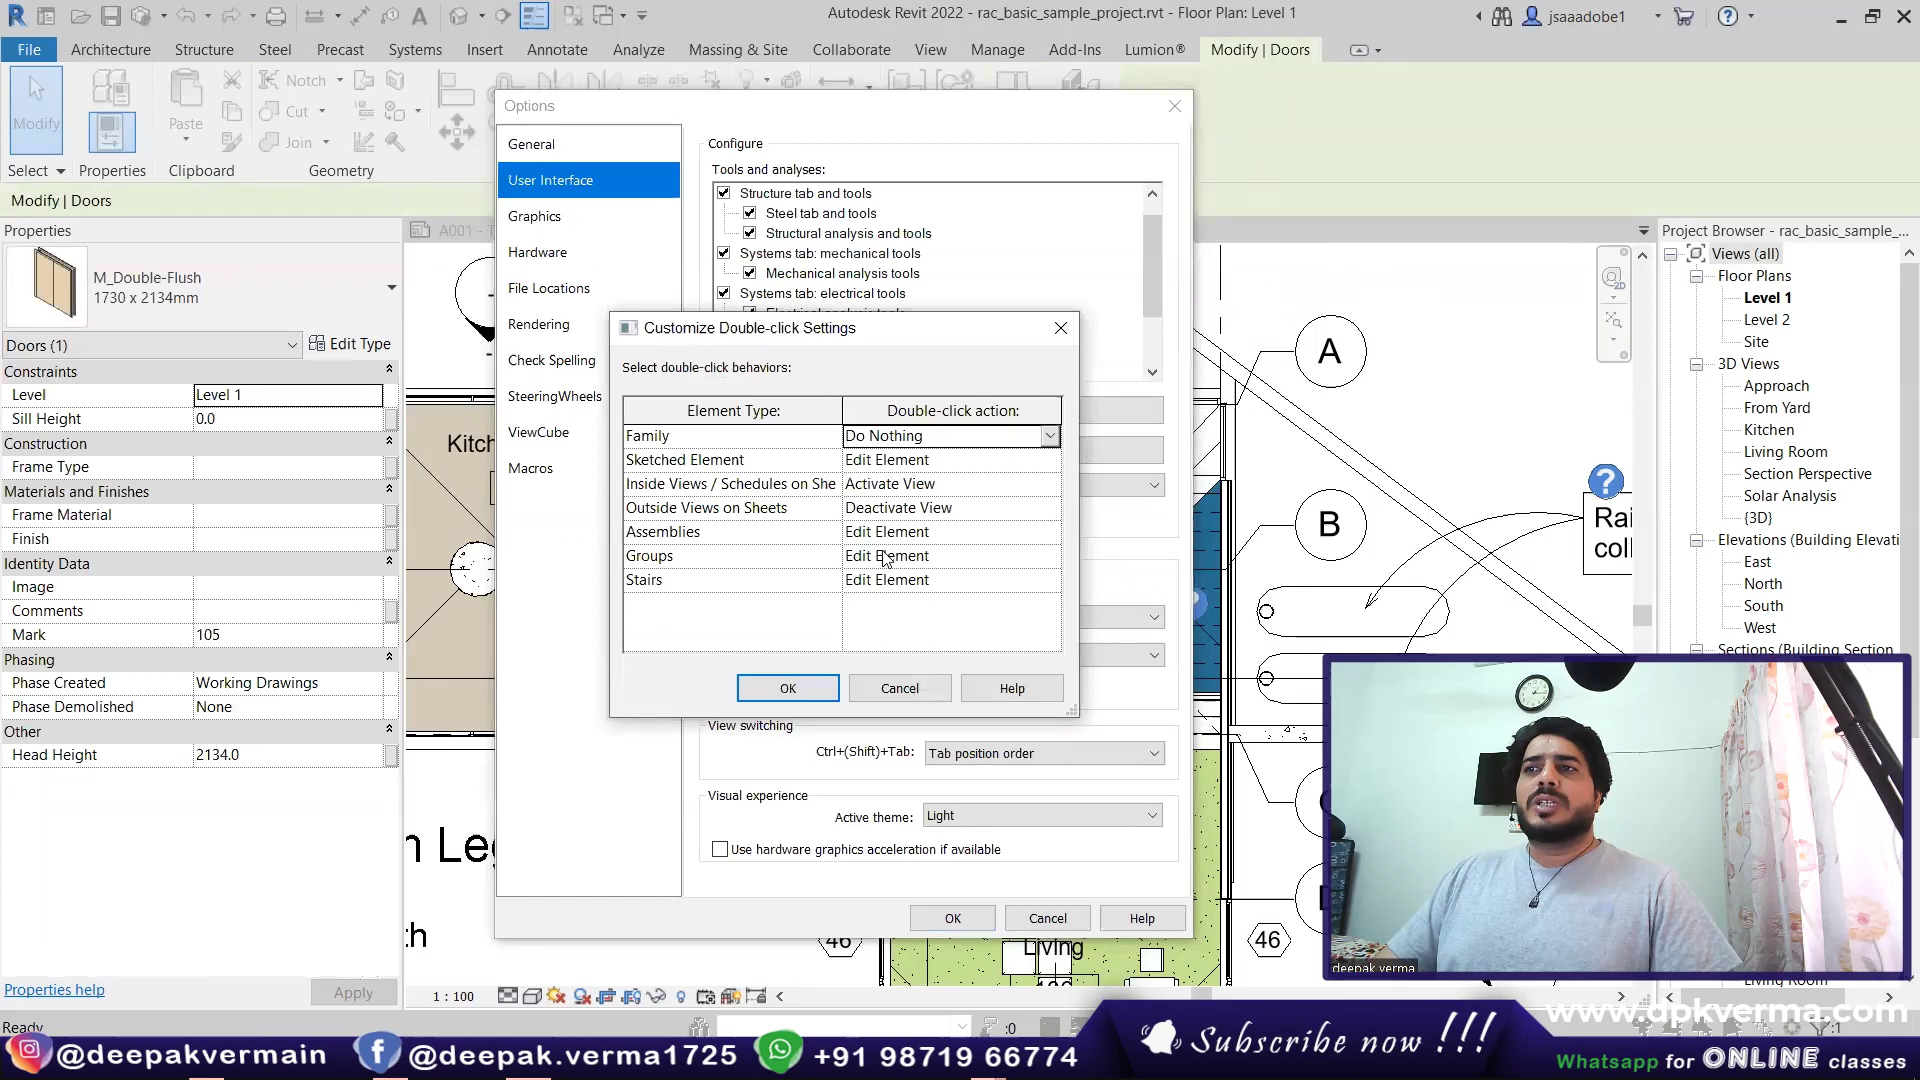 Autodesk Revit 2022 - rac_basic_sample_project.rvt - Floor Plan: Level 1
jsaaadobe1
File Architecture Structure Steel Precast Systems Insert Annotate Analyze Massing & Site Collaborate View Manage Add-Ins Lumion® Modify | Doors
Modify
Paste
Notch
Cut
Join
Select Properties Clipboard Geometry
Modify | Doors
Properties
M_Double-Flush
1730 x 2134mm
Doors (1)
Edit Type
Constraints
Level Level 1
Sill Height 0.0
Construction
Frame Type
Materials and Finishes
Frame Material
Finish
Identity Data
Image
Comments
Mark 105
Phasing
Phase Created Working Drawings
Phase Demolished None
Other
Head Height 2134.0
Properties help
Apply
Ready
A001 - T
Kitch
n Leg
th
1 : 100
46
Living
46
A
B
Rai
coll
Options
General
User Interface
Graphics
Hardware
File Locations
Rendering
Check Spelling
SteeringWheels
ViewCube
Macros
Configure
Tools and analyses:
Structure tab and tools
Steel tab and tools
Structural analysis and tools
Systems tab: mechanical tools
Mechanical analysis tools
Systems tab: electrical tools
Customize Double-click Settings
Select double-click behaviors:
Element Type: Double-click action:
Family Do Nothing
Sketched Element Edit Element
Inside Views / Schedules on She Activate View
Outside Views on Sheets Deactivate View
Assemblies Edit Element
Groups Edit Element
Stairs Edit Element
OK Cancel Help
View switching
Ctrl+(Shift)+Tab: Tab position order
Visual experience
Active theme: Light
Use hardware graphics acceleration if available
OK Cancel Help
Project Browser - rac_basic_sample_...
Views (all)
Floor Plans
Level 1
Level 2
Site
3D Views
Approach
From Yard
Kitchen
Living Room
Section Perspective
Solar Analysis
{3D}
Elevations (Building Elevati
East
North
South
West
Sections (Building Section
deepak verma
:0
:1
www.dpkverma.com
@deepakvermain
@deepak.verma1725
+91 98719 66774
Subscribe now !!!
Whatsapp for ONLINE classes